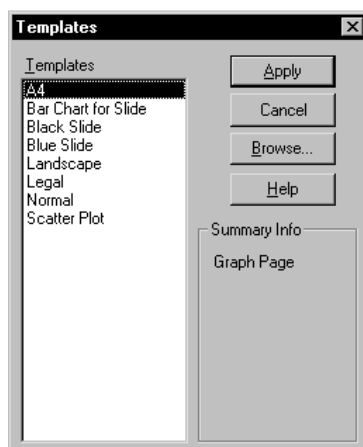 Templates
Templates
A4
Bar Chart for Slide
Black Slide
Blue Slide
Landscape
Legal
Normal
Scatter Plot
Apply
Cancel
Browse...
Help
Summary Info
Graph Page